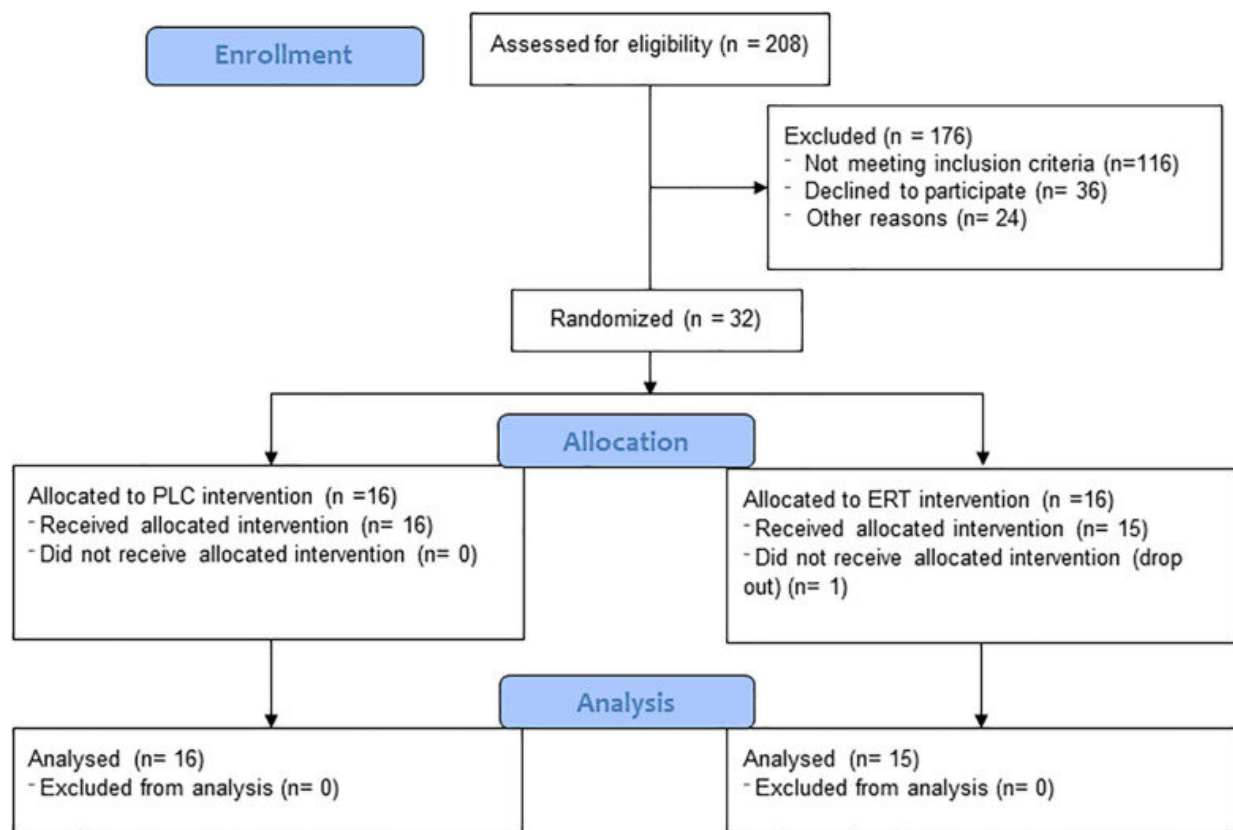 Enrollment
Assessed for eligibility (n = 208)
Excluded (n = 176)
- Not meeting inclusion criteria (n=116)
- Declined to participate (n= 36)
- Other reasons (n= 24)
Randomized (n = 32)
Allocation
Allocated to PLC intervention (n =16)
- Received allocated intervention (n= 16)
- Did not receive allocated intervention (n= 0)
Allocated to ERT intervention (n =16)
- Received allocated intervention (n= 15)
- Did not receive allocated intervention (drop
out) (n= 1)
Analysis
Analysed (n= 16)
- Excluded from analysis (n= 0)
Analysed (n= 15)
- Excluded from analysis (n= 0)